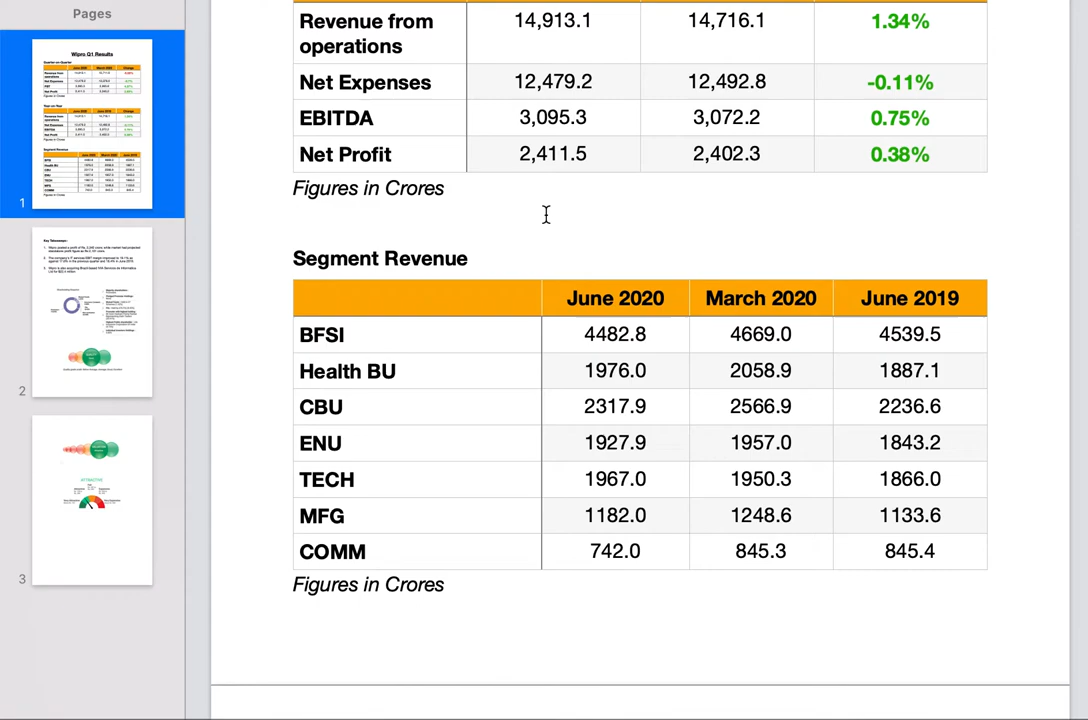 Pages
Wipro Q1 Results
1
2
3
Revenue from 14,913.1 14,716.1 1.34%
operations
Net Expenses 12,479.2 12,492.8 -0.11%
EBITDA 3,095.3 3,072.2 0.75%
Net Profit 2,411.5 2,402.3 0.38%
Figures in Crores
Segment Revenue
June 2020 March 2020 June 2019
BFSI 4482.8 4669.0 4539.5
Health BU 1976.0 2058.9 1887.1
CBU 2317.9 2566.9 2236.6
ENU 1927.9 1957.0 1843.2
TECH 1967.0 1950.3 1866.0
MFG 1182.0 1248.6 1133.6
COMM 742.0 845.3 845.4
Figures in Crores